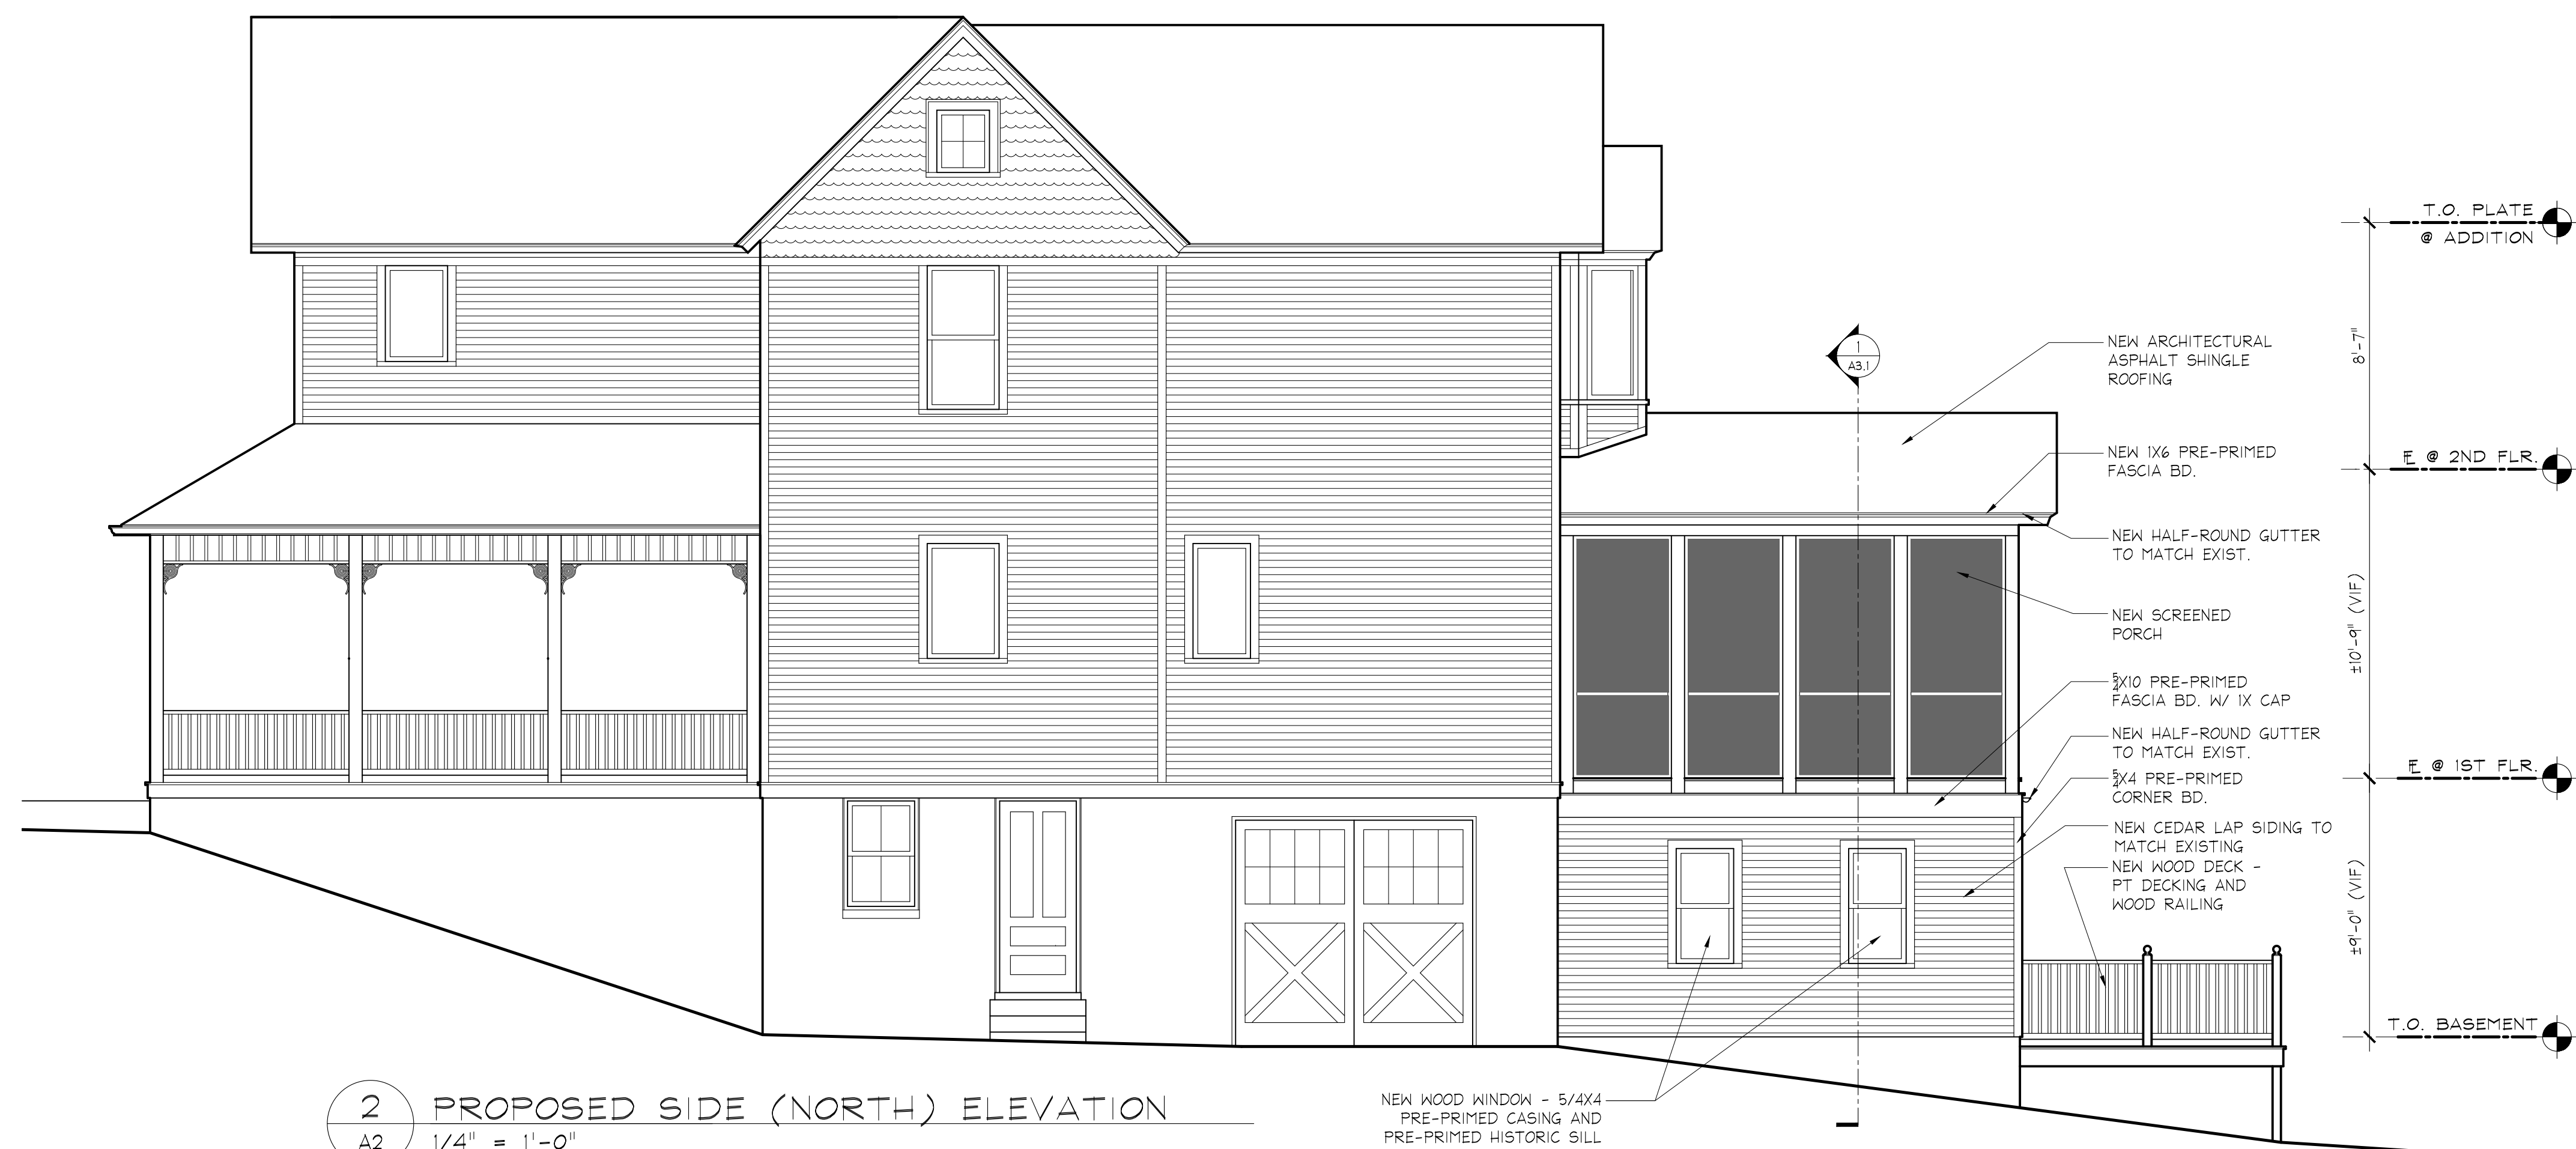 T.O. PLATE
@ ADDITION
8'-7"
1
A3.1
NEW ARCHITECTURAL
ASPHALT SHINGLE
ROOFING
NEW 1X6 PRE-PRIMED
FASCIA BD.
FF @ 2ND FLR.
NEW HALF-ROUND GUTTER
TO MATCH EXIST.
±10'-9" (VIF)
NEW SCREENED
PORCH
5/4X10 PRE-PRIMED
FASCIA BD. W/ 1X CAP
NEW HALF-ROUND GUTTER
TO MATCH EXIST.
FF @ 1ST FLR.
5/4X4 PRE-PRIMED
CORNER BD.
NEW CEDAR LAP SIDING TO
MATCH EXISTING
NEW WOOD DECK -
PT DECKING AND
WOOD RAILING
±9'-0" (VIF)
T.O. BASEMENT
NEW WOOD WINDOW - 5/4X4
PRE-PRIMED CASING AND
PRE-PRIMED HISTORIC SILL
2
A2
PROPOSED SIDE (NORTH) ELEVATION
1/4" = 1'-0"